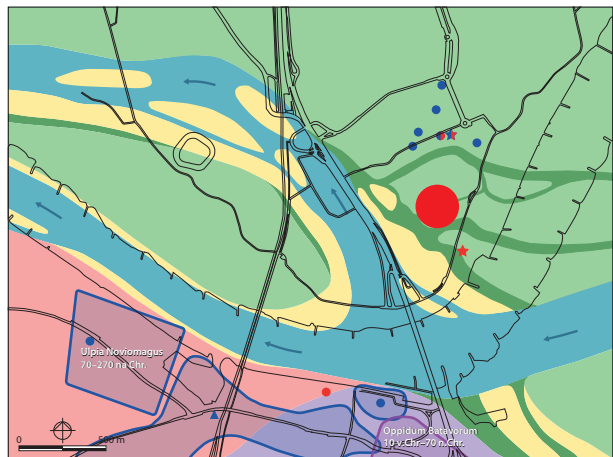 Ulpia Noviomagus
70–270 na Chr.
Oppidum Batavorum
10 v.Chr–70 n.Chr.
0 500 m